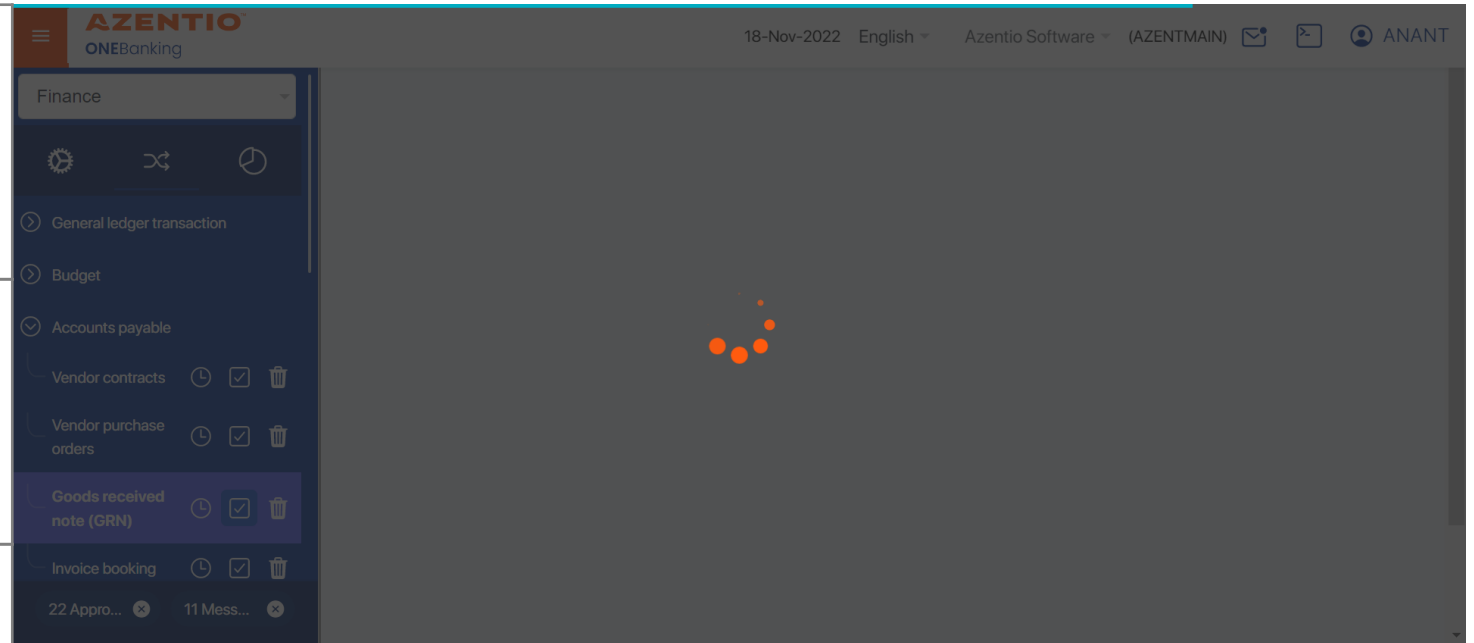 AZENTIO
ONEBanking
18-Nov-2022 English Azentio Software (AZENTMAIN) ANANT
Finance
General ledger transaction
Budget
Accounts payable
Vendor contracts
Vendor purchase
orders
Goods received
note (GRN)
Invoice booking
22 Appro... 11 Mess...